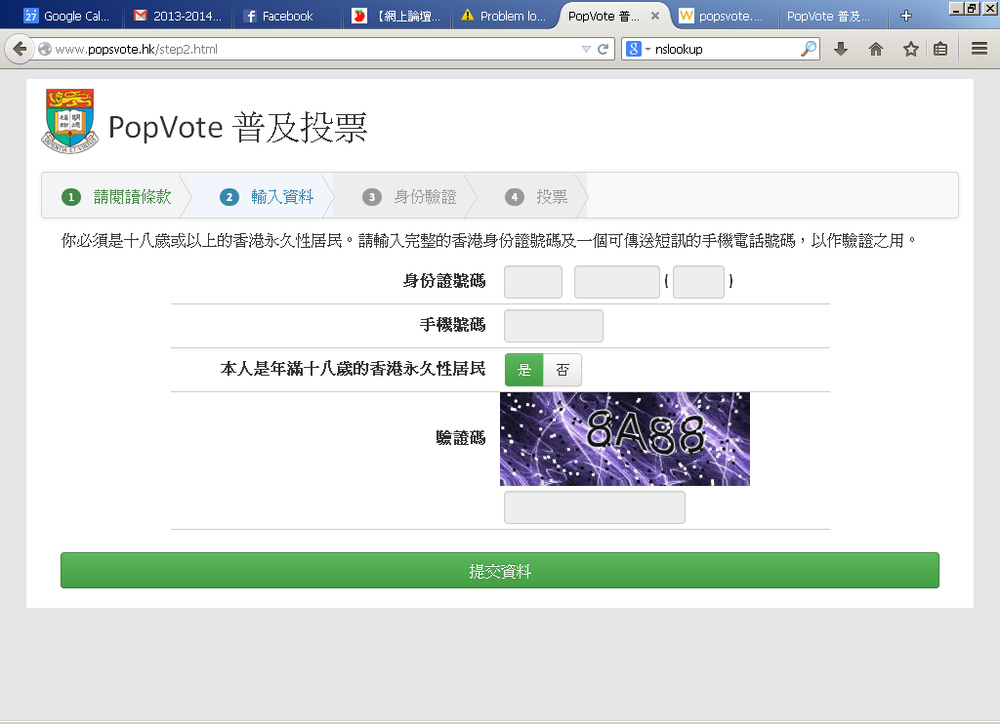 27 Google Cal...
2013-2014...
Facebook
【網上論壇...
Problem lo...
PopVote 普...
popsvote....
PopVote 普及...
www.popsvote.hk/step2.html
nslookup
PopVote 普及投票
1 請閱讀條款
2 輸入資料
3 身份驗證
4 投票
你必須是十八歲或以上的香港永久性居民。請輸入完整的香港身份證號碼及一個可傳送短訊的手機電話號碼，以作驗證之用。
身份證號碼 ( )
手機號碼
本人是年滿十八歲的香港永久性居民 是 否
驗證碼 8A88
提交資料